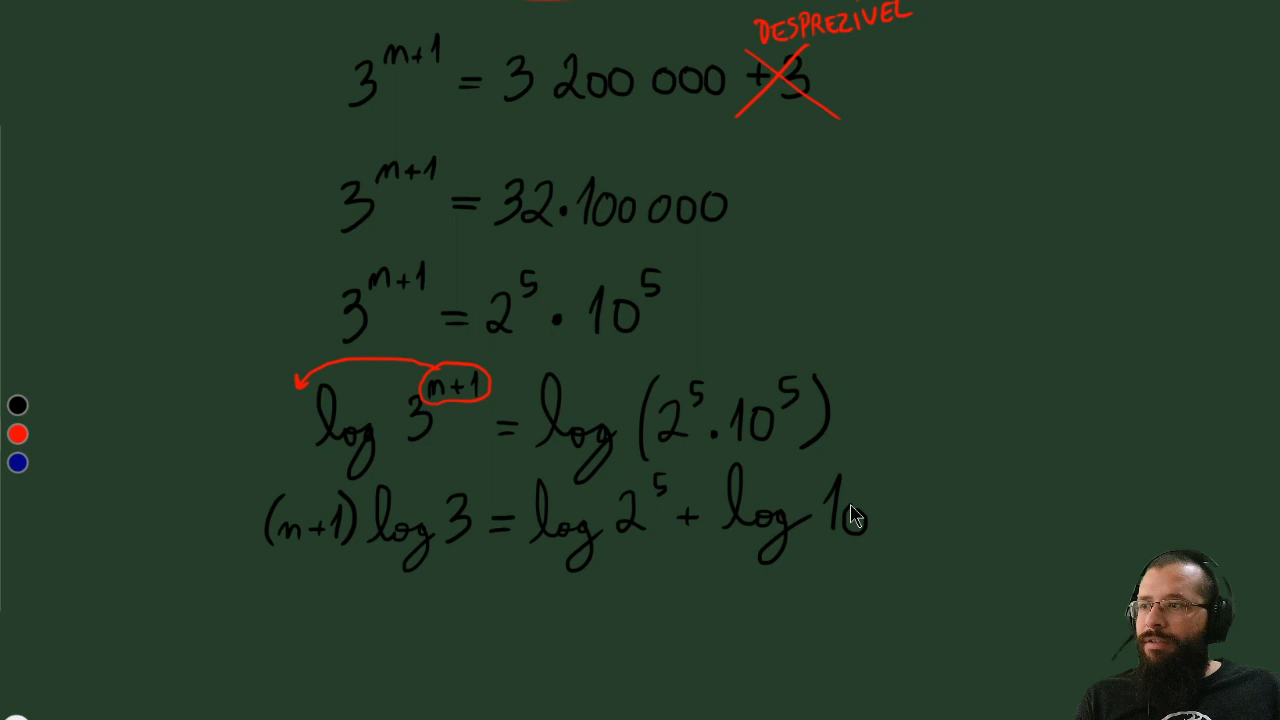 DESPREZÍVEL
3^{n+1} = 3 200 000 + 3
3^{n+1} = 32 · 100 000
3^{n+1} = 2^5 · 10^5
log 3^{n+1} = log (2^5 · 10^5)
(n+1) log 3 = log 2^5 + log 10